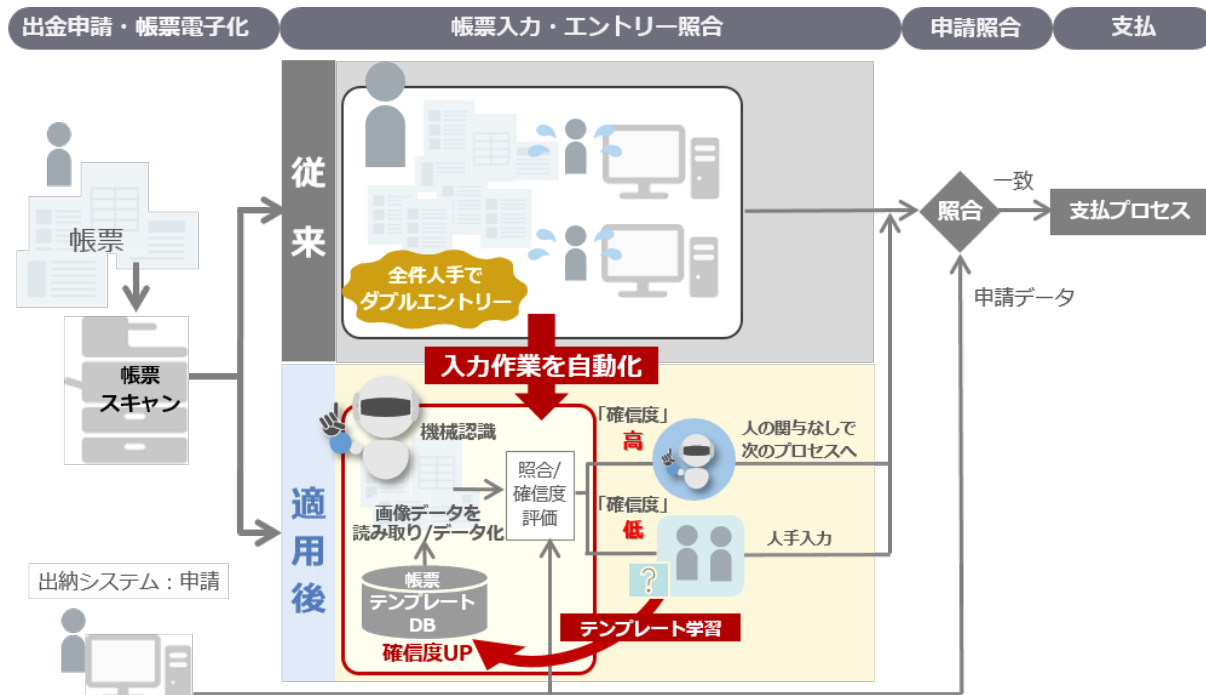 出金申請・帳票電子化
帳票入力・エントリー照合
申請照合
支払
従来
帳票
全件人手で
ダブルエントリー
照合
一致
支払プロセス
申請データ
帳票
スキャン
入力作業を自動化
適用後
機械認識
画像データを
読み取り/データ化
照合/
確信度
評価
「確信度」
高
人の関与なしで
次のプロセスへ
「確信度」
低
人手入力
?
帳票
テンプレート
DB
確信度UP
テンプレート学習
出納システム：申請